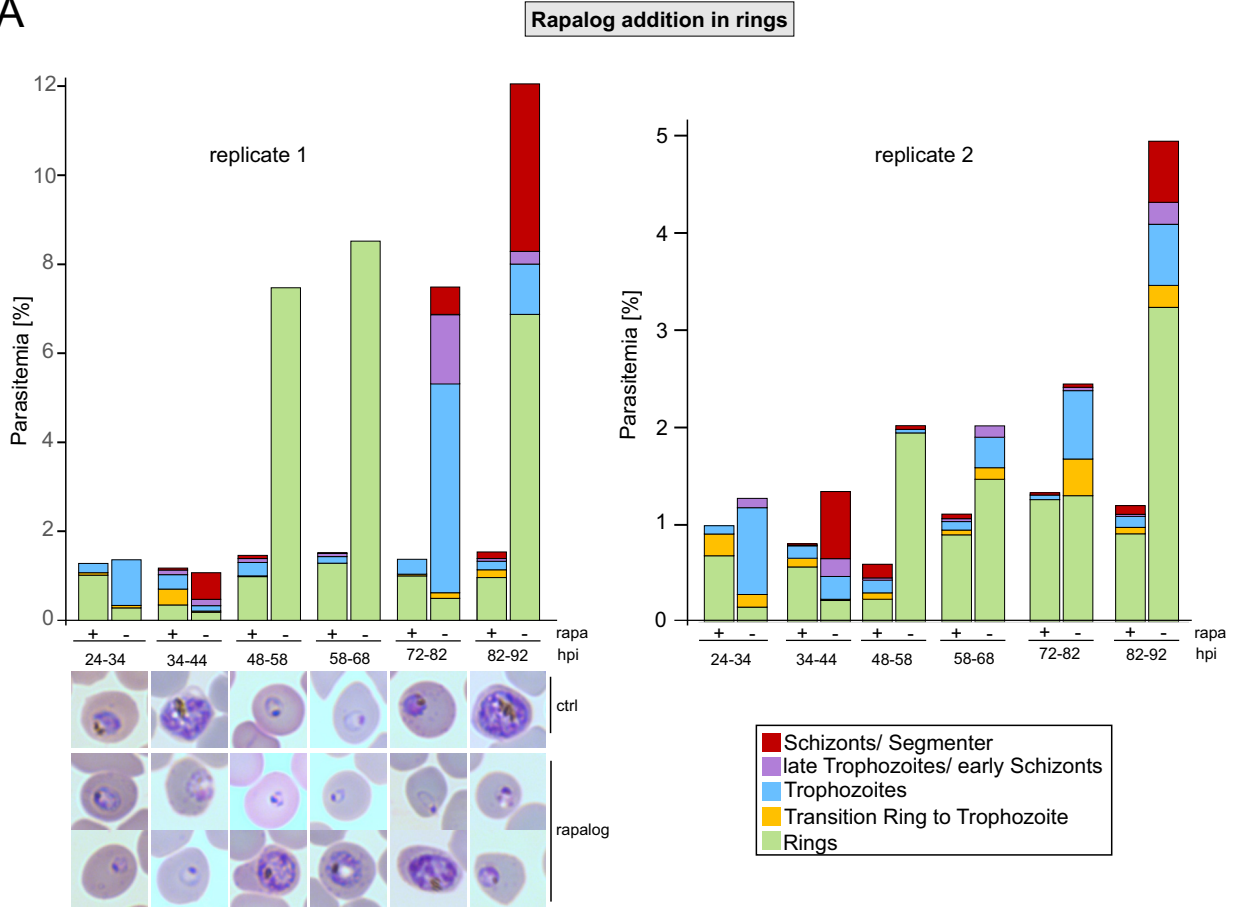 A
Rapalog addition in rings
replicate 1
Parasitemia [%]
12
10
8
6
4
2
0
+ - + - + - + - + - + - rapa
24-34 34-44 48-58 58-68 72-82 82-92 hpi
ctrl
rapalog
replicate 2
Parasitemia [%]
5
4
3
2
1
0
+ - + - + - + - + - + - rapa
24-34 34-44 48-58 58-68 72-82 82-92 hpi
Schizonts/ Segmenter
late Trophozoites/ early Schizonts
Trophozoites
Transition Ring to Trophozoite
Rings